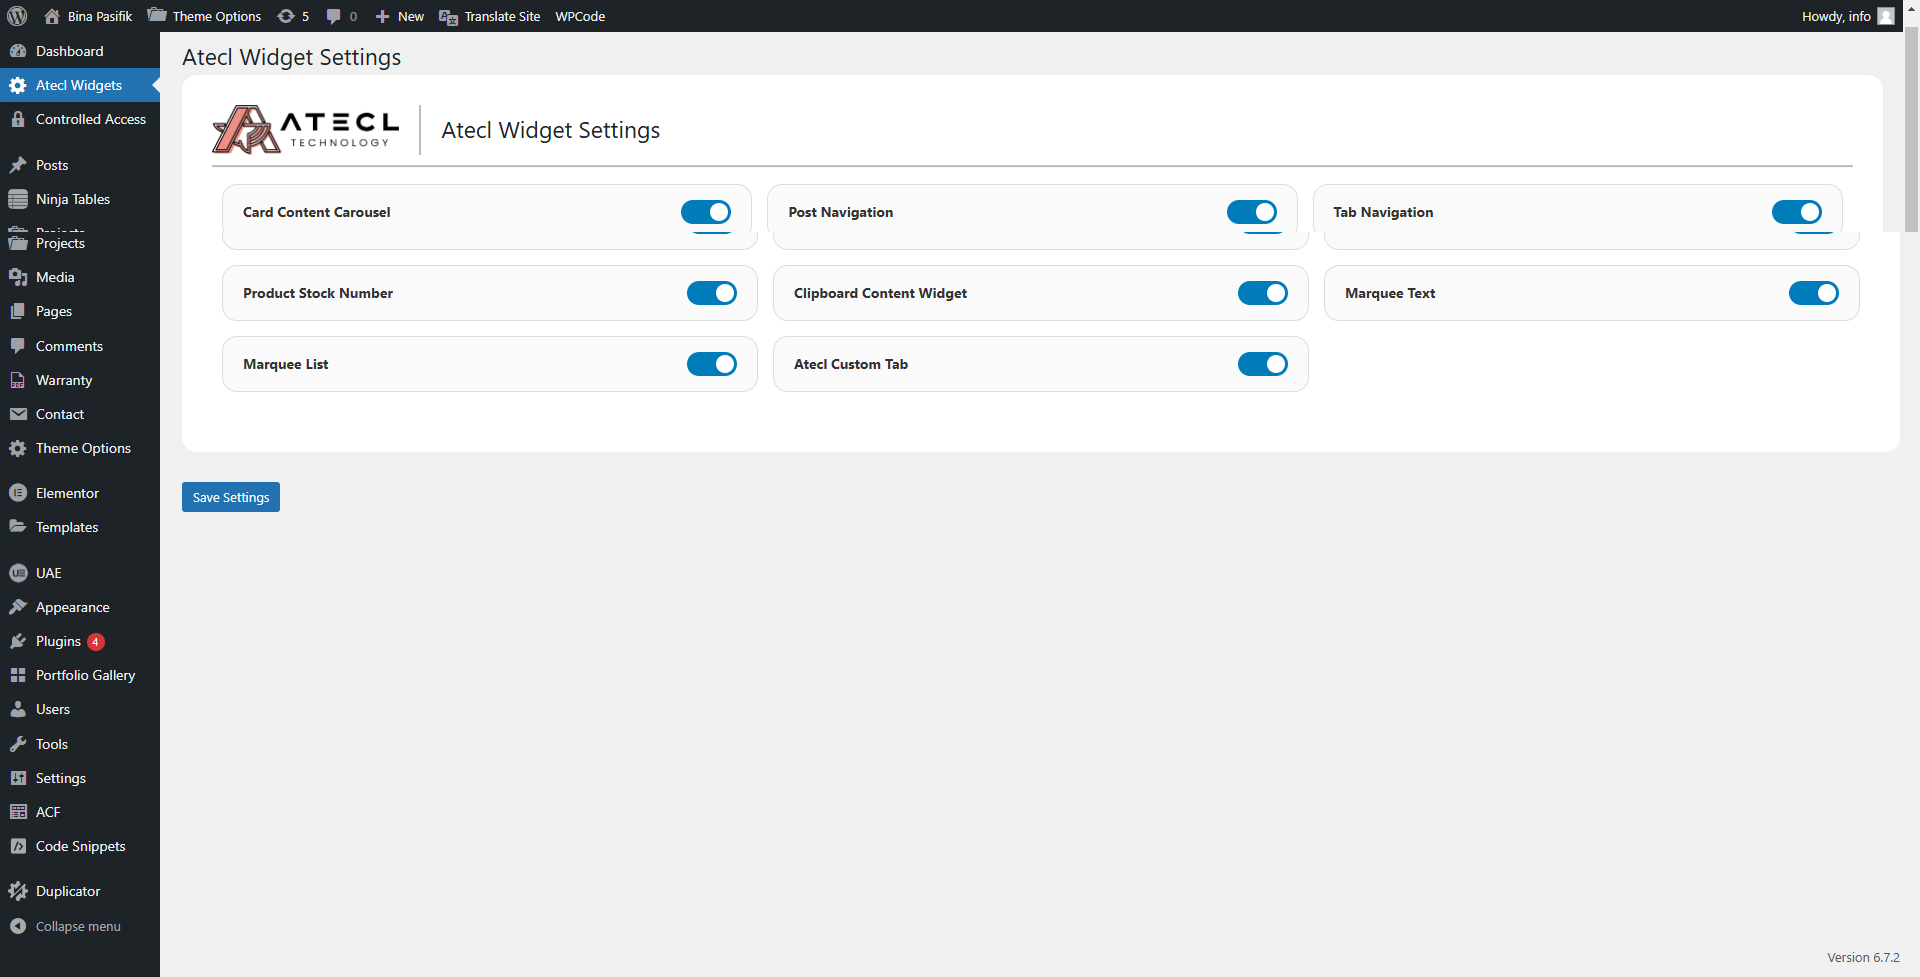 Bina Pasifik
Theme Options
5
0
New
Translate Site
WPCode
Howdy, info
Dashboard
Atecl Widgets
Controlled Access
Posts
Ninja Tables
Projects
Projects
Media
Pages
Comments
Warranty
Contact
Theme Options
Elementor
Templates
UAE
Appearance
Plugins 4
Portfolio Gallery
Users
Tools
Settings
ACF
Code Snippets
Duplicator
Collapse menu
Atecl Widget Settings
ATECL
TECHNOLOGY
Atecl Widget Settings
Card Content Carousel
Post Navigation
Tab Navigation
Product Stock Number
Clipboard Content Widget
Marquee Text
Marquee List
Atecl Custom Tab
Save Settings
Version 6.7.2